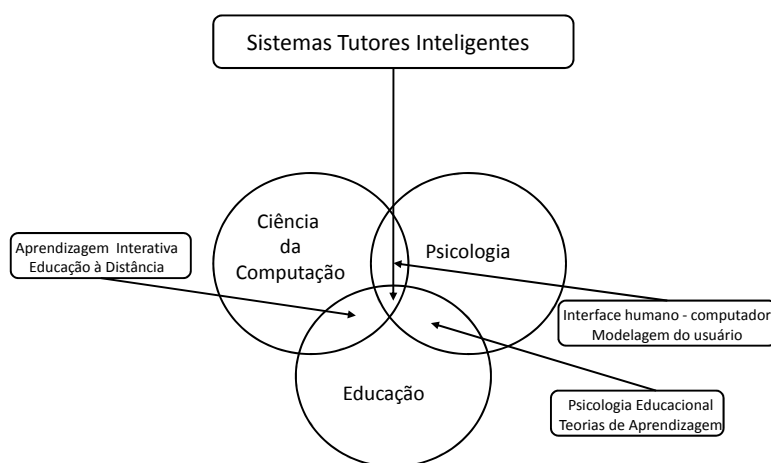 Sistemas Tutores Inteligentes
Ciência
da
Computação
Psicologia
Aprendizagem Interativa
Educação à Distância
Interface humano - computador
Modelagem do usuário
Educação
Psicologia Educacional
Teorias de Aprendizagem